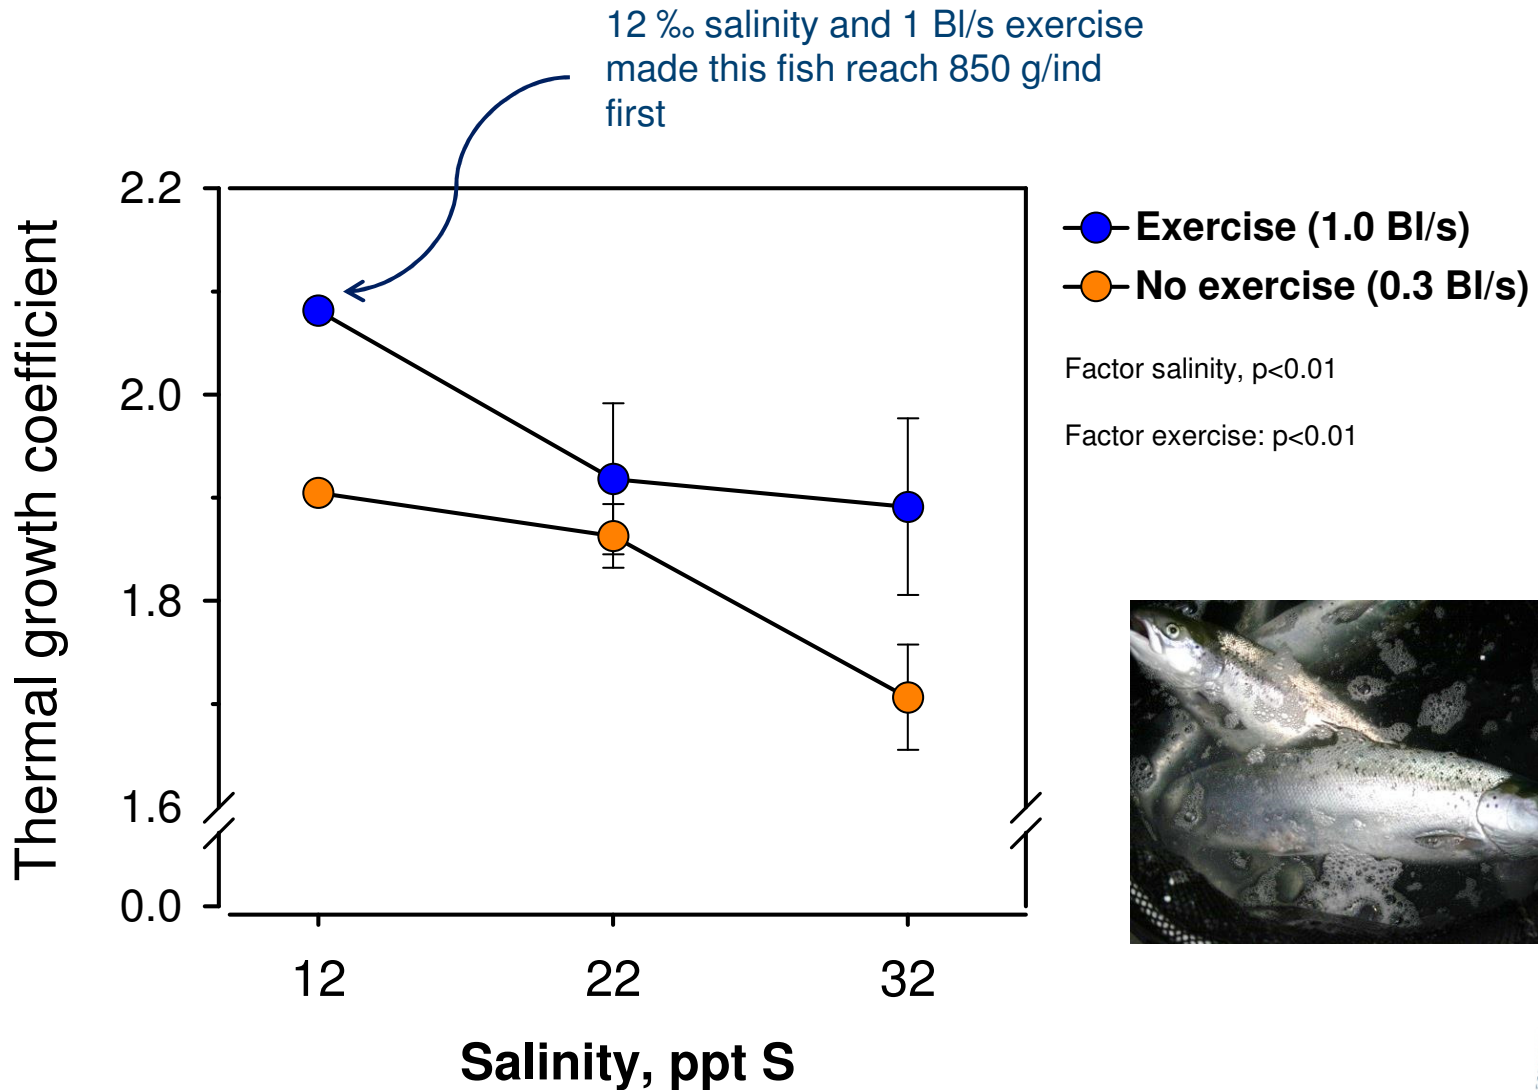 12 ‰ salinity and 1 Bl/s exercise
made this fish reach 850 g/ind
first
Thermal growth coefficient
2.2
2.0
1.8
1.6
0.0
12 22 32
Salinity, ppt S
Exercise (1.0 Bl/s)
No exercise (0.3 Bl/s)
Factor salinity, p<0.01
Factor exercise: p<0.01